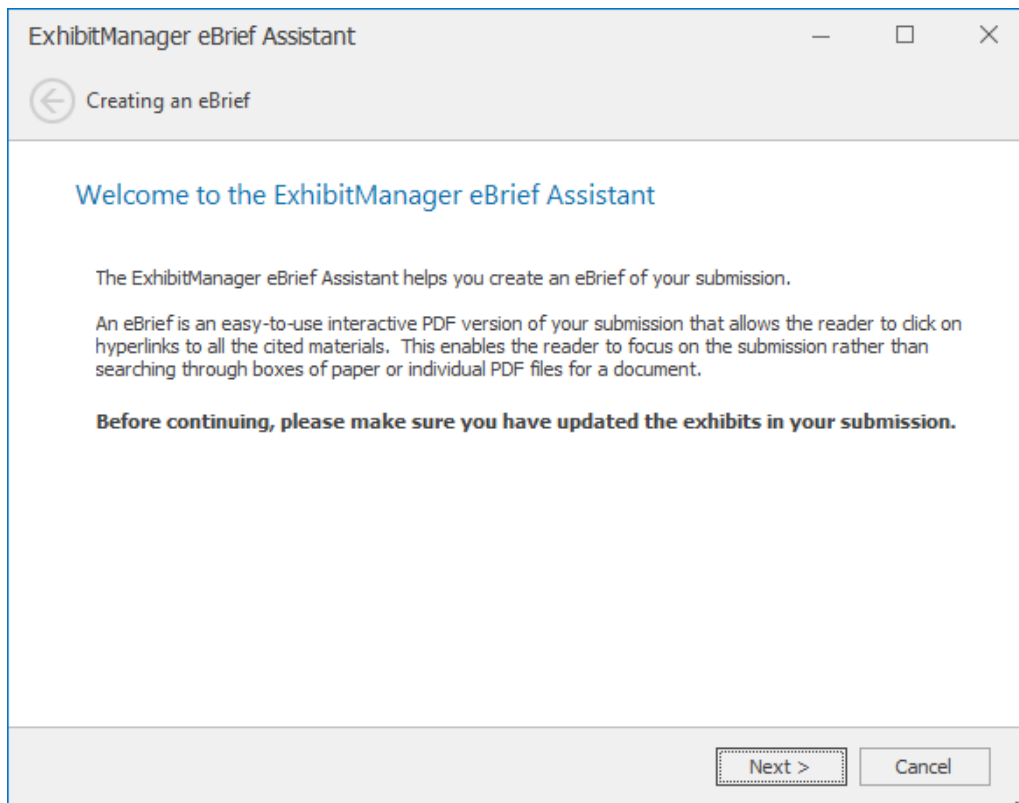 ExhibitManager eBrief Assistant
Creating an eBrief
Welcome to the ExhibitManager eBrief Assistant
The ExhibitManager eBrief Assistant helps you create an eBrief of your submission.
An eBrief is an easy-to-use interactive PDF version of your submission that allows the reader to click on
hyperlinks to all the cited materials.  This enables the reader to focus on the submission rather than
searching through boxes of paper or individual PDF files for a document.
Before continuing, please make sure you have updated the exhibits in your submission.
Next >
Cancel